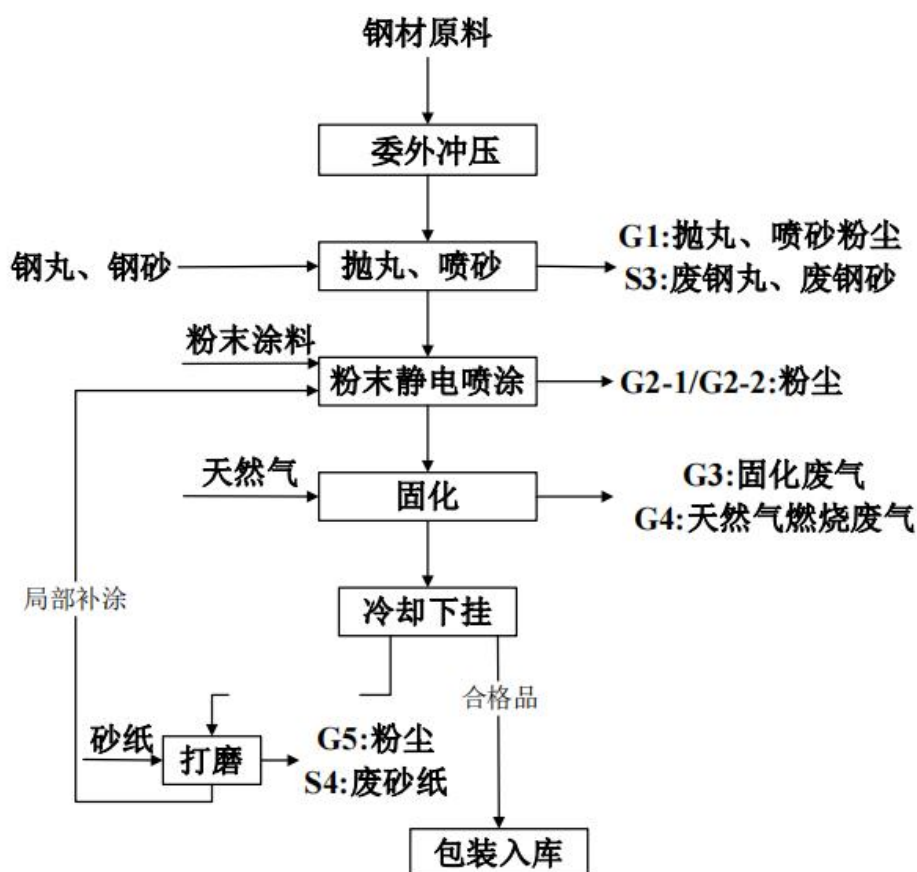 钢材原料
委外冲压
钢丸、钢砂
抛丸、喷砂
G1:抛丸、喷砂粉尘
S3:废钢丸、废钢砂
粉末涂料
粉末静电喷涂
G2-1/G2-2:粉尘
天然气
固化
G3:固化废气
G4:天然气燃烧废气
局部补涂
冷却下挂
合格品
砂纸
打磨
G5:粉尘
S4:废砂纸
包装入库